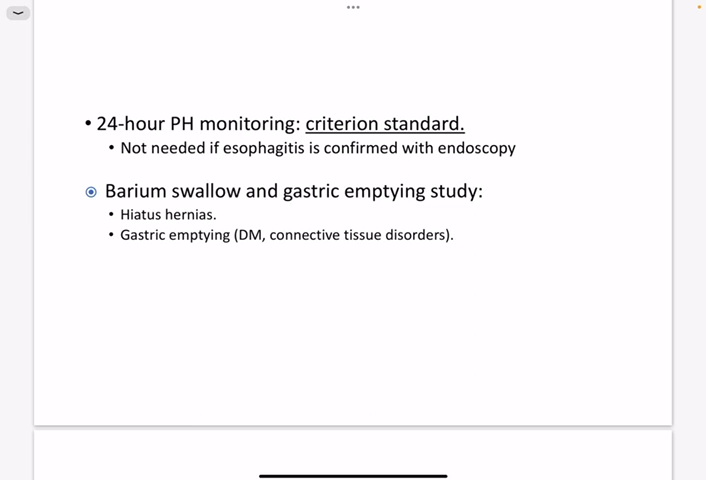 • 24-hour PH monitoring: criterion standard.
• Not needed if esophagitis is confirmed with endoscopy
Barium swallow and gastric emptying study:
• Hiatus hernias.
• Gastric emptying (DM, connective tissue disorders).